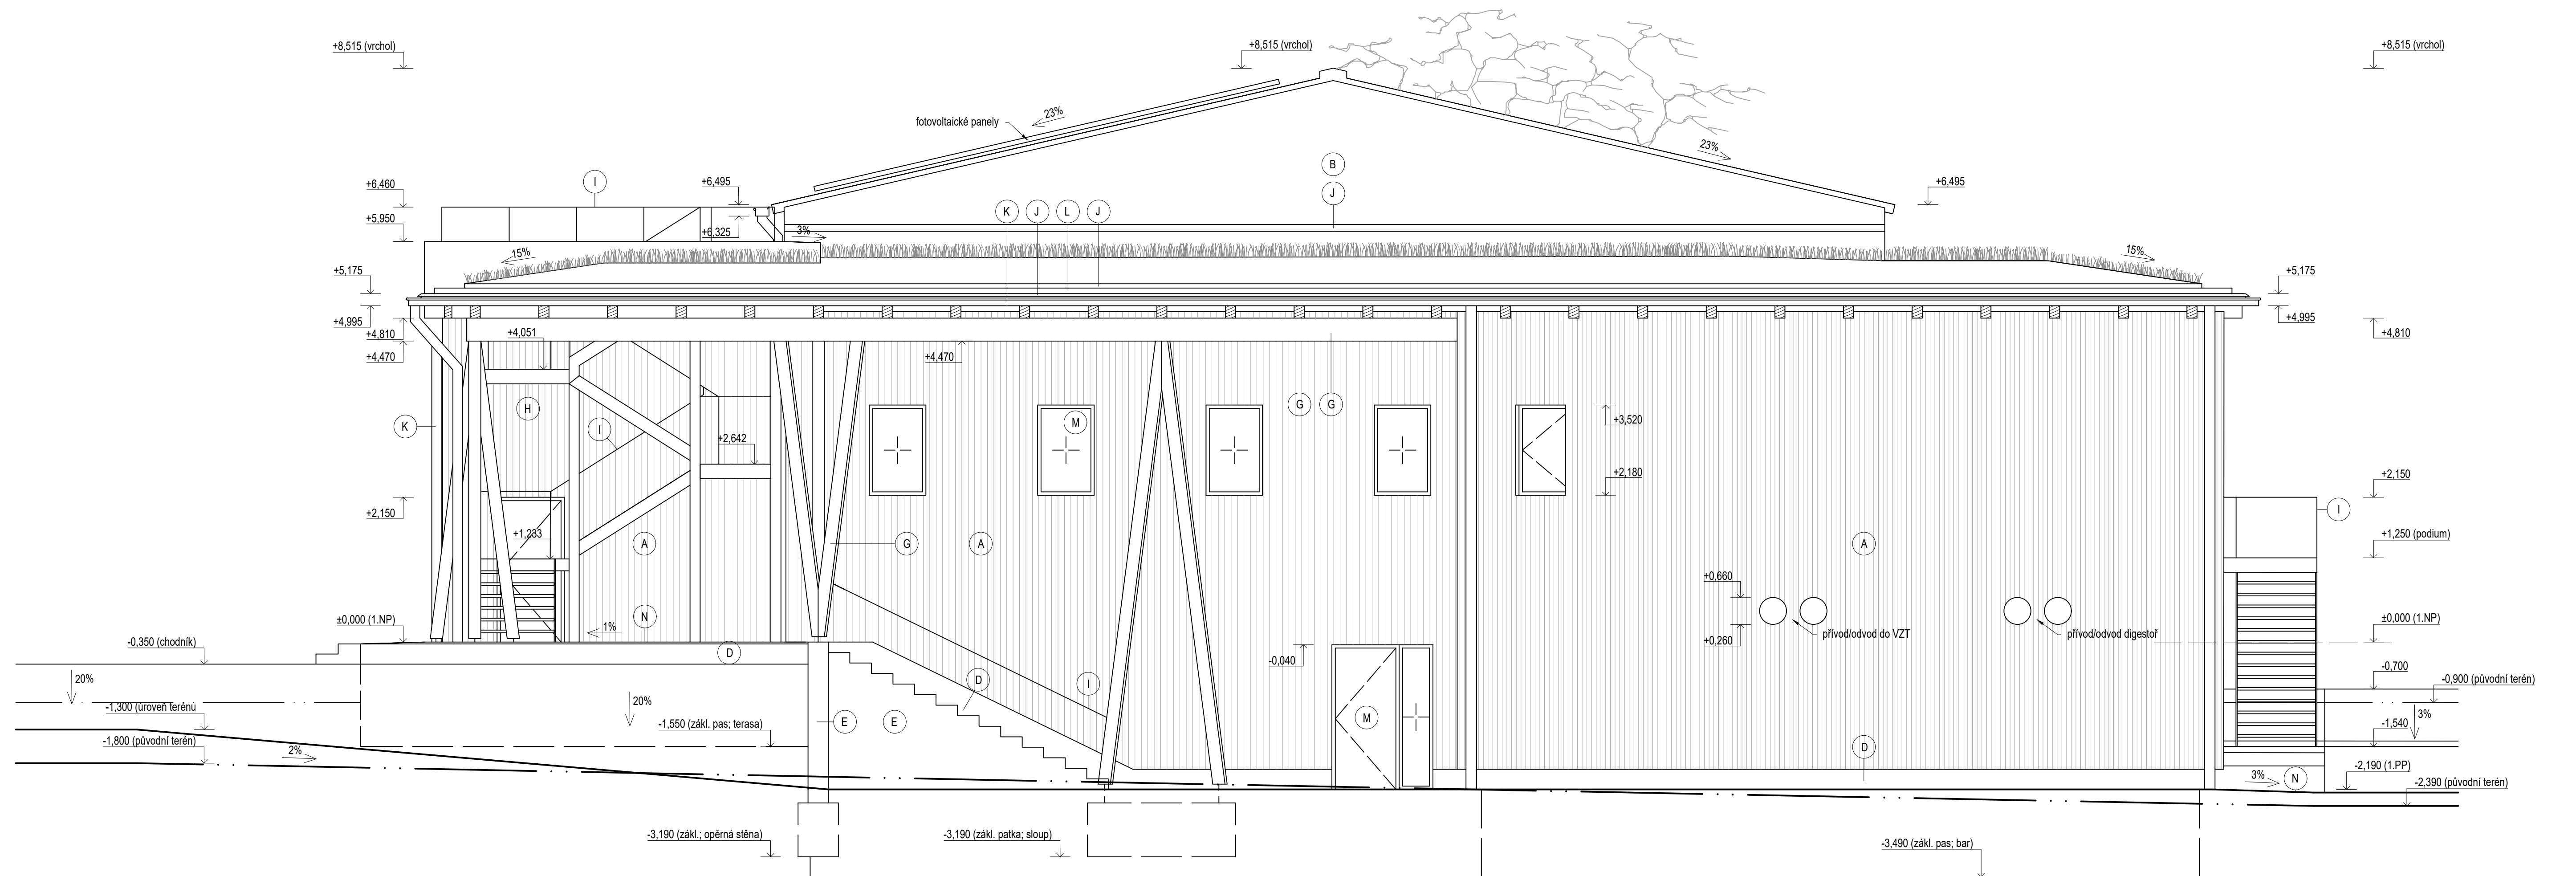 +8,515 (vrchol)
+8,515 (vrchol)
+8,515 (vrchol)
23%
fotovoltaické panely
23%
B
I
+6,460
+6,495
J
+6,495
K
J
L
J
+5,950
+6,325
3%
15%
15%
+5,175
+5,175
+4,995
+4,995
+4,810
+4,051
+4,810
+4,470
+4,470
H
G
G
K
I
M
+3,520
+2,642
+2,180
+2,150
+2,150
I
+1,233
A
G
A
A
+1,250 (podium)
+0,660
±0,000 (1.NP)
N
1%
přívod/odvod do VZT
přívod/odvod digestoř
±0,000 (1.NP)
-0,350 (chodník)
+0,260
D
-0,040
-0,700
20%
D
I
-0,900 (původní terén)
20%
-1,300 (úroveň terénu
-1,550 (zákl. pas; terasa)
E
E
M
3%
-1,540
-1,800 (původní terén)
2%
D
-2,190 (1.PP)
3%
N
-2,390 (původní terén)
-3,190 (zákl.; opěrná stěna)
-3,190 (zákl. patka; sloup)
-3,490 (zákl. pas; bar)